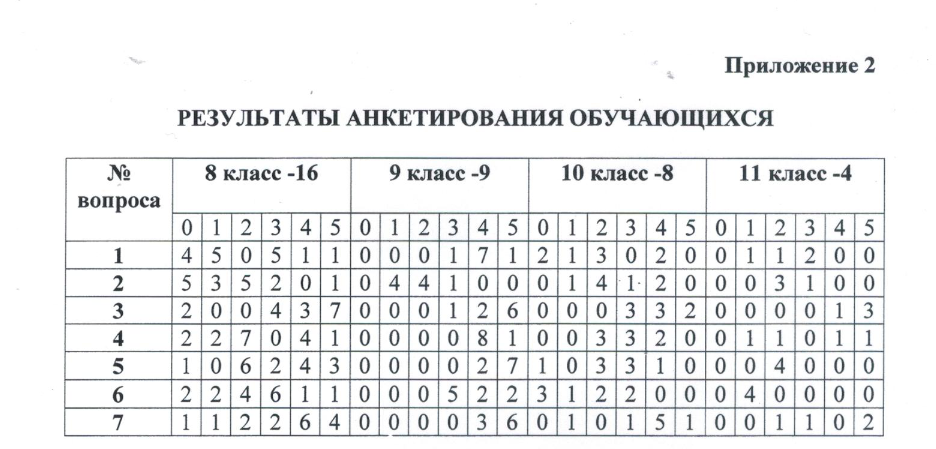 Приложение 2
РЕЗУЛЬТАТЫ АНКЕТИРОВАНИЯ ОБУЧАЮЩИХСЯ
№ вопроса 8 класс -16 9 класс -9 10 класс -8 11 класс -4
0 1 2 3 4 5 0 1 2 3 4 5 0 1 2 3 4 5 0 1 2 3 4 5
1 4 5 0 5 1 1 0 0 0 1 7 1 2 1 3 0 2 0 0 1 1 2 0 0
2 5 3 5 2 0 1 0 4 4 1 0 0 0 1 4 1 2 0 0 0 3 1 0 0
3 2 0 0 4 3 7 0 0 0 1 2 6 0 0 0 3 3 2 0 0 0 0 1 3
4 2 2 7 0 4 1 0 0 0 0 8 1 0 0 3 3 2 0 0 1 1 0 1 1
5 1 0 6 2 4 3 0 0 0 0 2 7 1 0 3 3 1 0 0 0 4 0 0 0
6 2 2 4 6 1 1 0 0 0 5 2 2 3 1 2 2 0 0 0 4 0 0 0 0
7 1 1 2 2 6 4 0 0 0 0 3 6 0 1 0 1 5 1 0 0 1 1 0 2